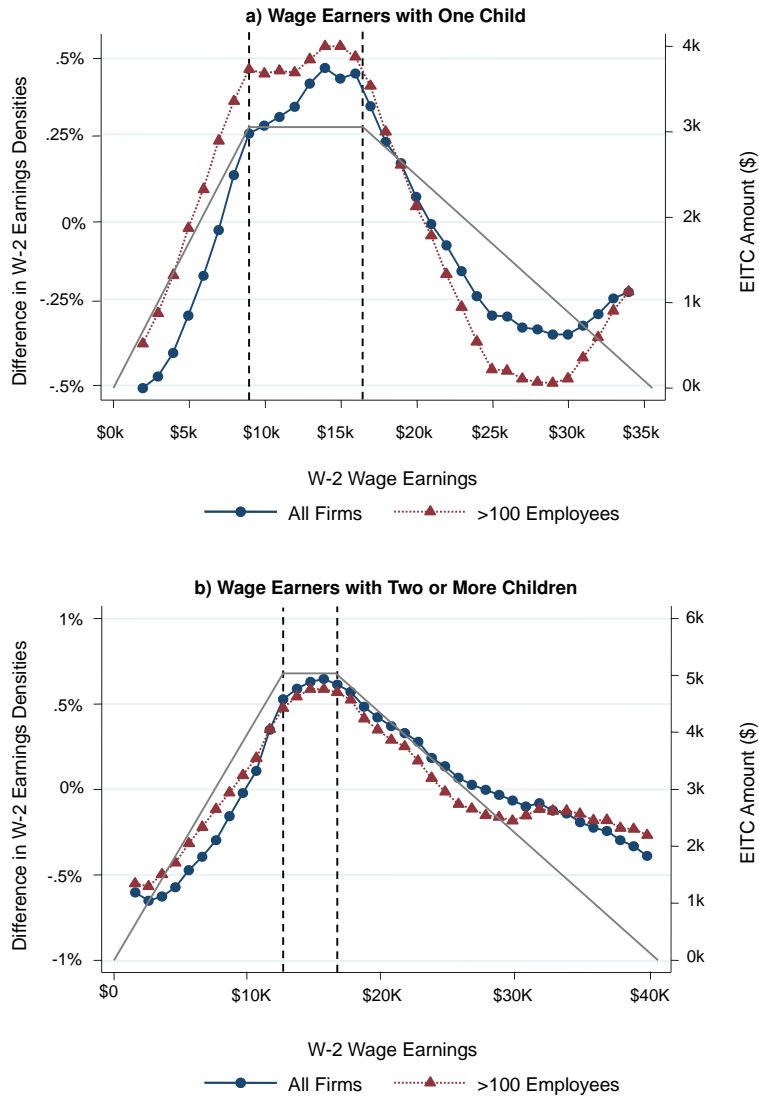 a) Wage Earners with One Child
Difference in W-2 Earnings Densities
.5%
.25%
0%
-.25%
-.5%
4k
3k
2k
1k
0k
EITC Amount ($)
$0k $5k $10k $15k $20k $25k $30k $35k
W-2 Wage Earnings
All Firms >100 Employees
b) Wage Earners with Two or More Children
Difference in W-2 Earnings Densities
1%
.5%
0%
-.5%
-1%
6k
5k
4k
3k
2k
1k
0k
EITC Amount ($)
$0 $10K $20K $30K $40K
W-2 Wage Earnings
All Firms >100 Employees